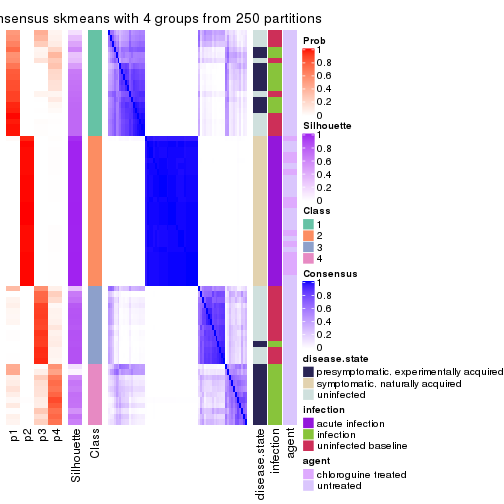 nsensus skmeans with 4 groups from 250 partitions
Prob
1
0.8
0.6
0.4
0.2
0
Silhouette
1
0.8
0.6
0.4
0.2
0
Class
1
2
3
4
Consensus
1
0.8
0.6
0.4
0.2
0
disease.state
presymptomatic. experimentally acquired
symptomatic. naturally acquired
uninfected
infection
acute infection
infection
uninfected baseline
agent
chloroguine treated
untreated
p1
p2
p3
p4
Silhouette
Class
disease.state
infection
agent